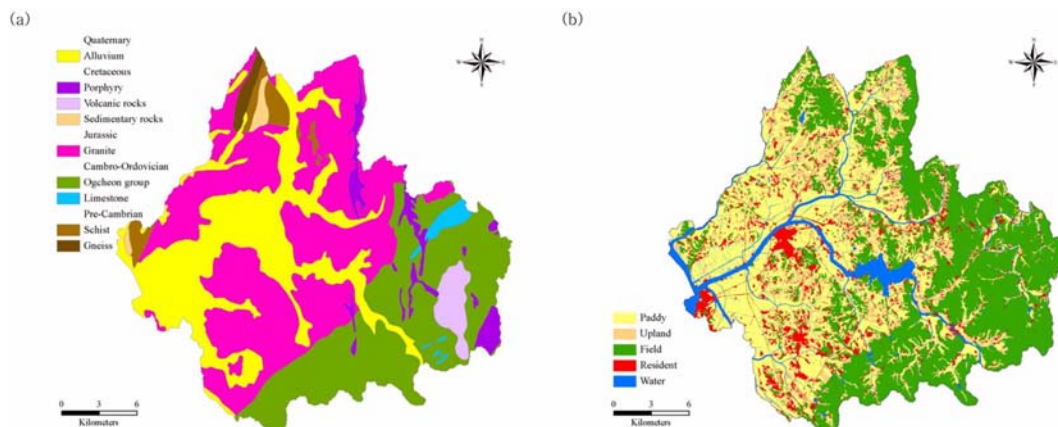 (a)
Quaternary
Alluvium
Cretaceous
Porphyry
Volcanic rocks
Sedimentary rocks
Jurassic
Granite
Cambro-Ordovician
Ogcheon group
Limestone
Pre-Cambrian
Schist
Gneiss
N
W E
S
0 3 6
Kilometers
(b)
N
W E
S
Paddy
Upland
Field
Resident
Water
0 3 6
Kilometers